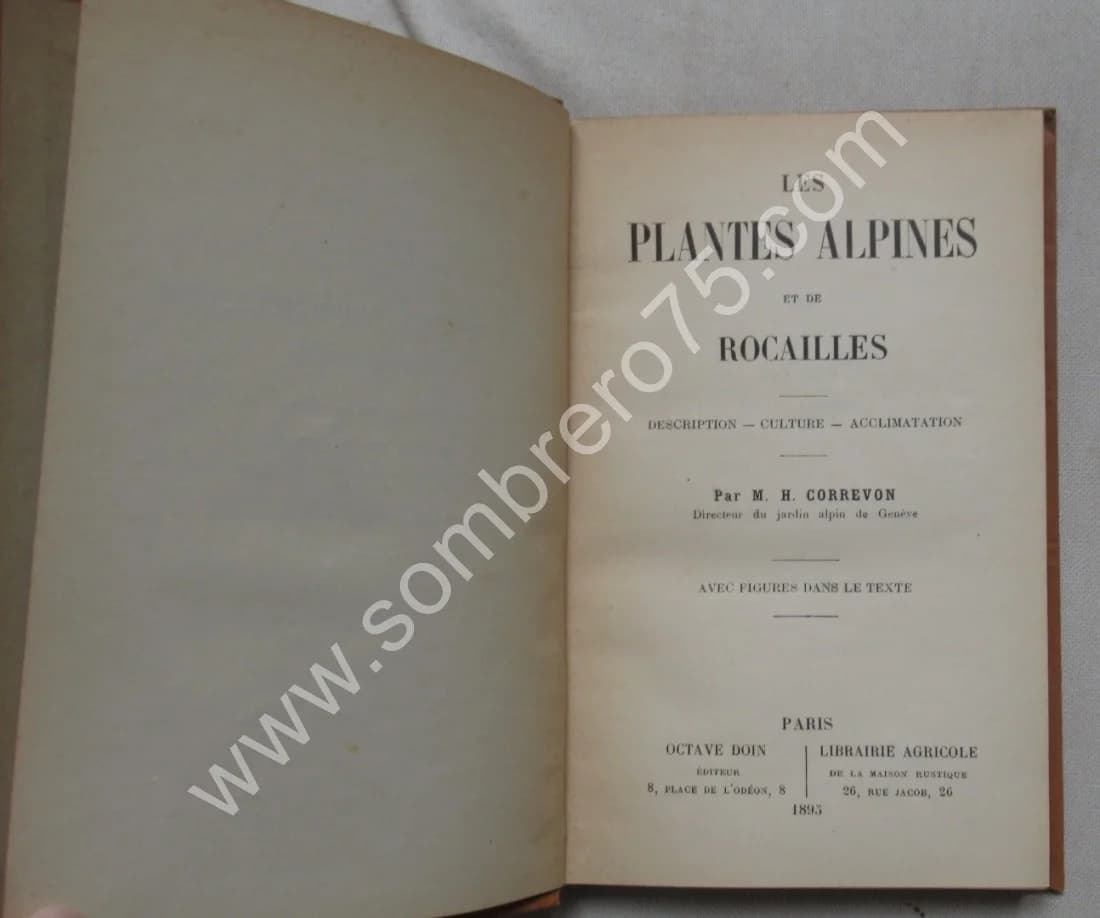 LES
PLANTES ALPINES
ET DE
ROCAILLES
DESCRIPTION — CULTURE — ACCLIMATATION
Par M. H. CORREVON
Directeur du jardin alpin de Genève
AVEC FIGURES DANS LE TEXTE
PARIS
OCTAVE DOIN
ÉDITEUR
8, PLACE DE L'ODÉON, 8
LIBRAIRIE AGRICOLE
DE LA MAISON RUSTIQUE
26, RUE JACOB, 26
1895
www.sombrero75.com